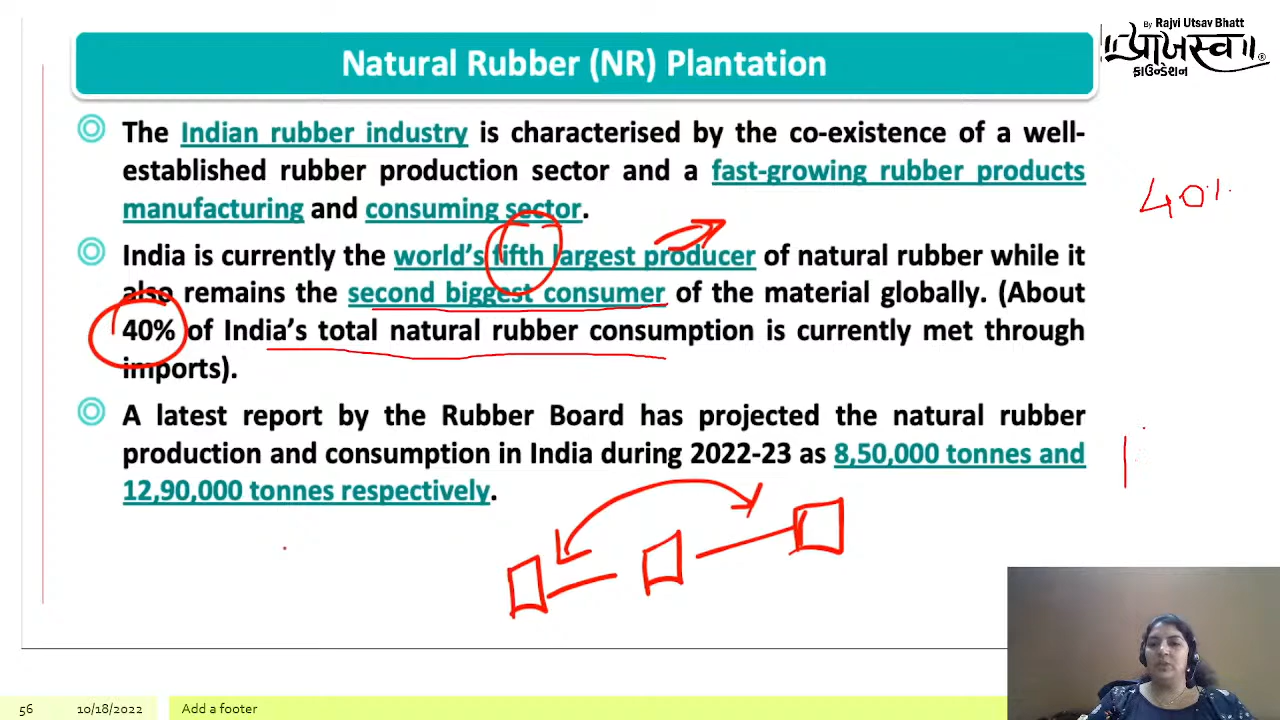 By Rajvi Utsav Bhatt
॥प्राजस्व॥®
ફાઉન્ડેશન
Natural Rubber (NR) Plantation
The Indian rubber industry is characterised by the co-existence of a well-
established rubber production sector and a fast-growing rubber products
manufacturing and consuming sector.
40%
India is currently the world's fifth largest producer of natural rubber while it
also remains the second biggest consumer of the material globally. (About
40% of India's total natural rubber consumption is currently met through
imports).
A latest report by the Rubber Board has projected the natural rubber
production and consumption in India during 2022-23 as 8,50,000 tonnes and
12,90,000 tonnes respectively.
56 10/18/2022 Add a footer